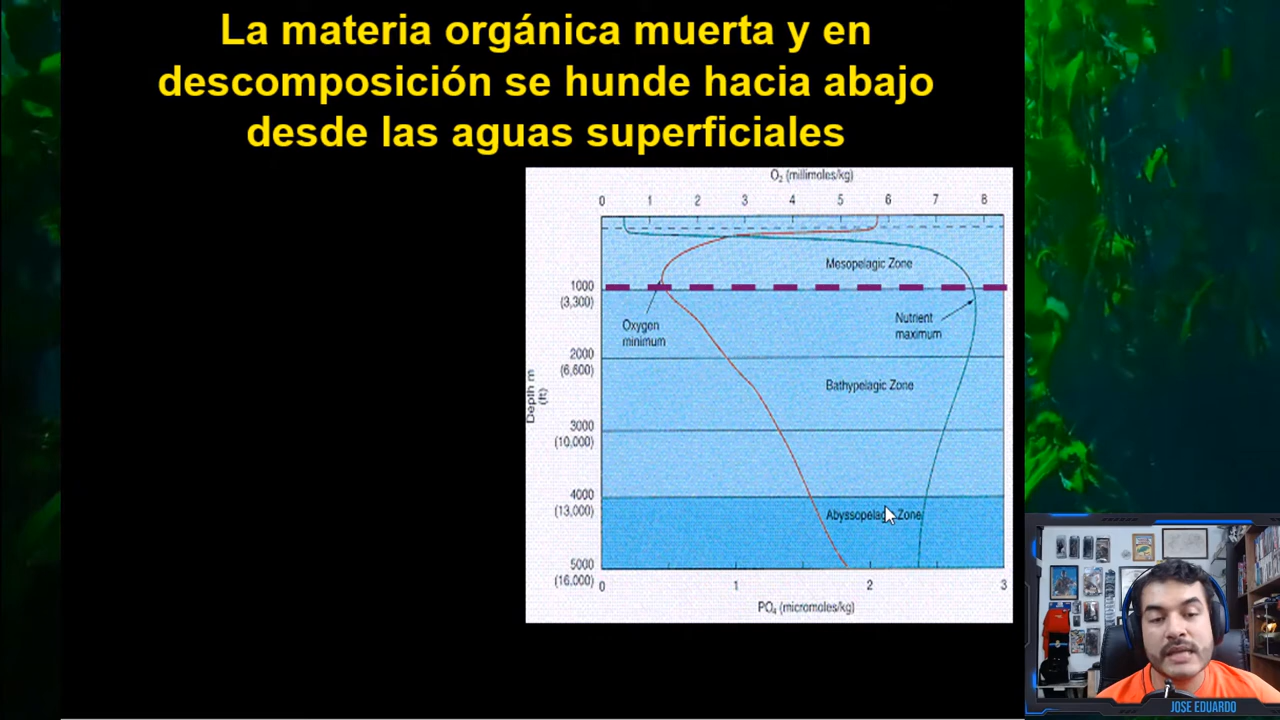 La materia orgánica muerta y en
descomposición se hunde hacia abajo
desde las aguas superficiales
O₂ (millimoles/kg)
0 1 2 3 4 5 6 7 8
Mesopelagic Zone
1000
(3,300)
Oxygen
minimum
Nutrient
maximum
2000
(6,600)
Bathypelagic Zone
Depth m
(ft)
3000
(10,000)
4000
(13,000)
Abyssopelagic Zone
5000
(16,000)
0 1 2 3
PO₄ (micromoles/kg)
JOSE EDUARDO